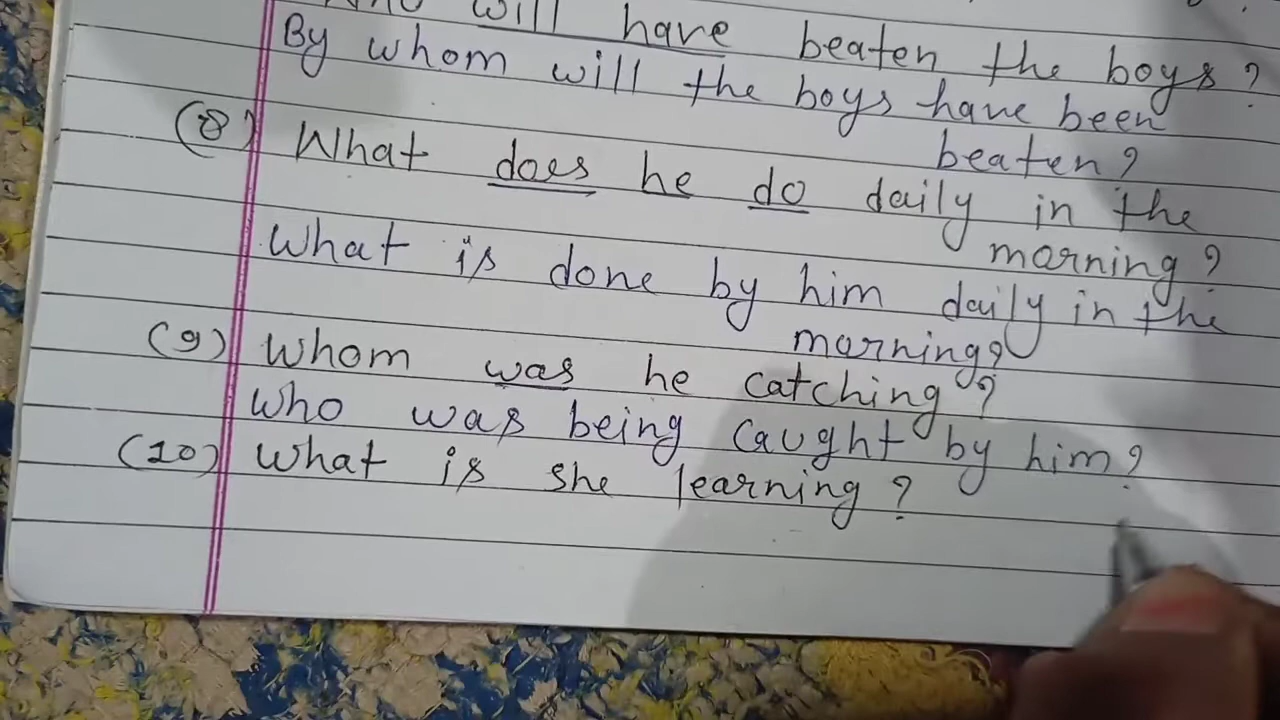 will have beaten the boys?
By whom will the boys have been
beaten?
(8) What does he do daily in the
morning?
What is done by him daily in the
morning?
(9) Whom was he catching?
Who was being caught by him?
(10) What is she learning?